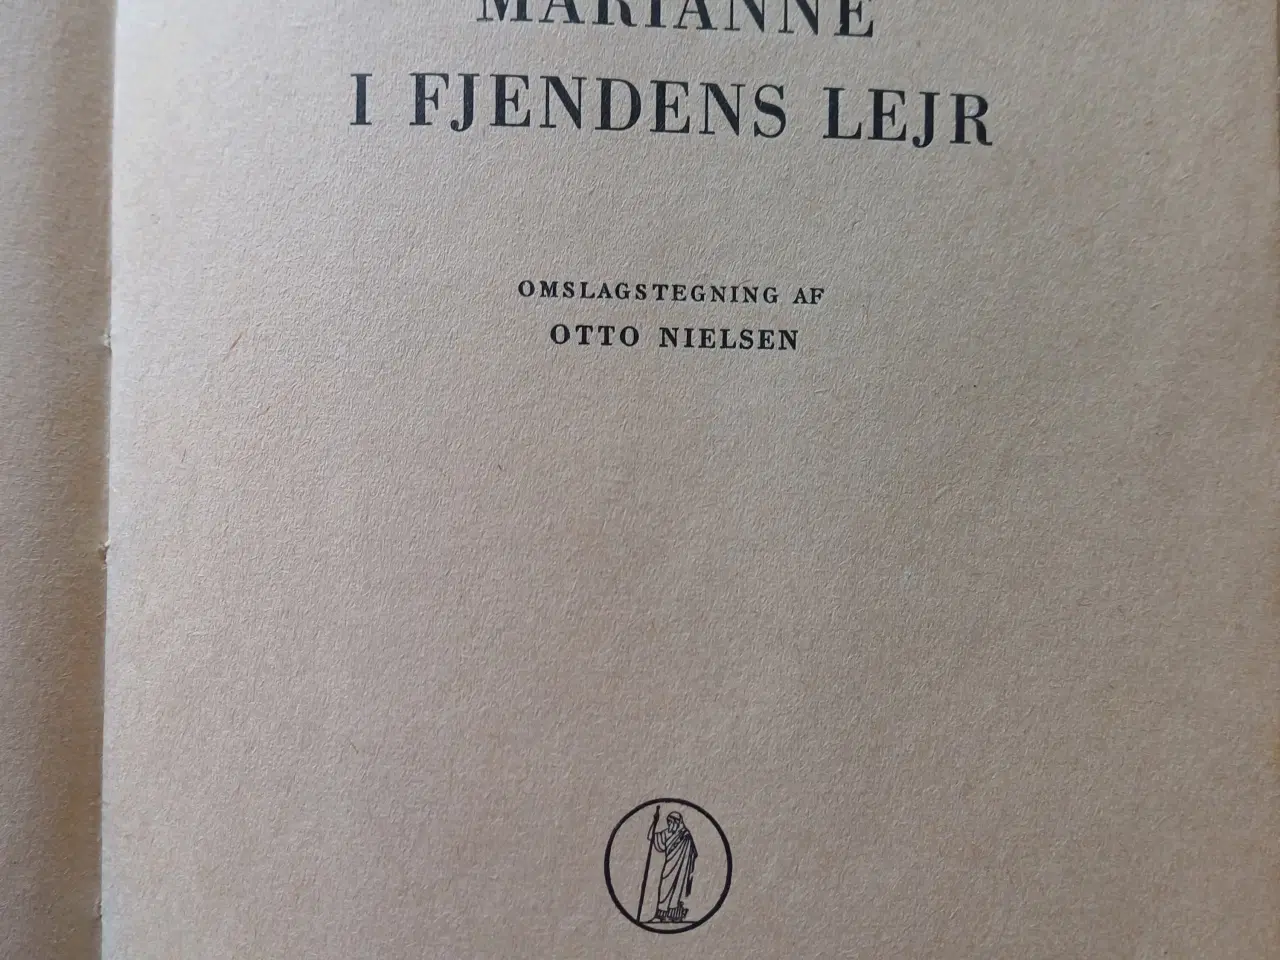 MARIANNE
I FJENDENS LEJR
OMSLAGSTEGNING AF
OTTO NIELSEN